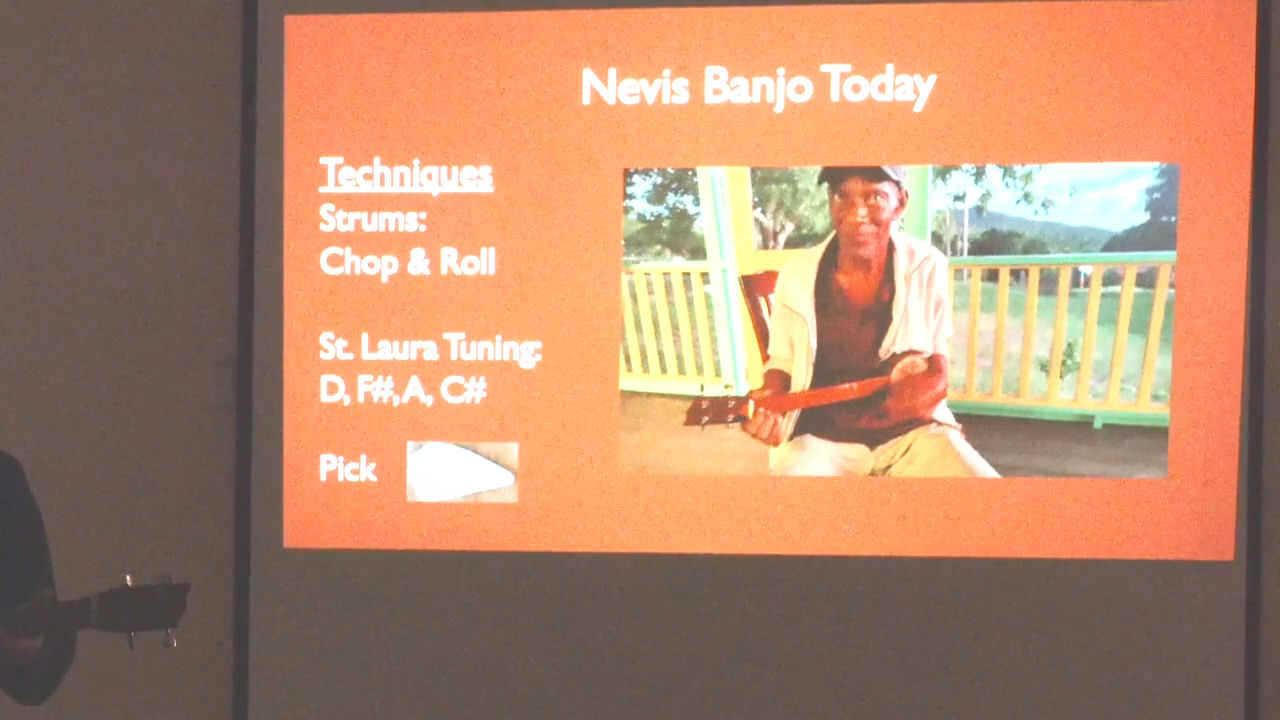 Nevis Banjo Today
Techniques
Strums:
Chop & Roll
St. Laura Tuning:
D, F#, A, C#
Pick